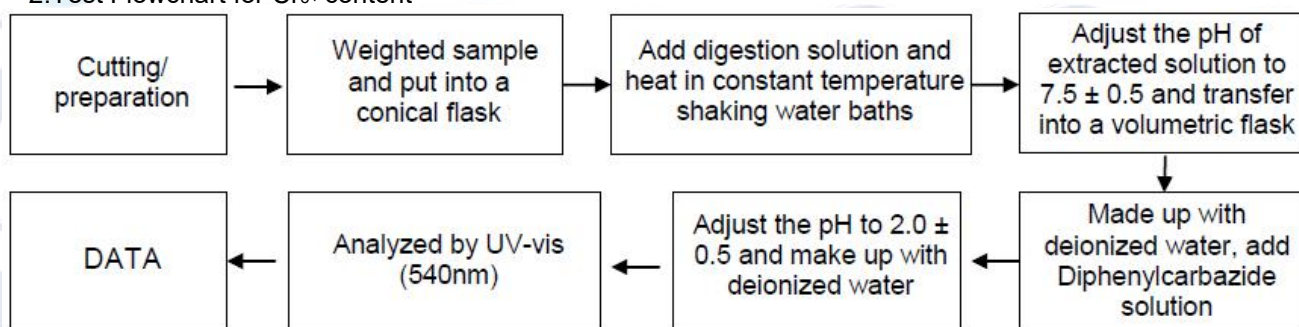 Cutting/
preparation
Weighted sample
and put into a
conical flask
Add digestion solution and
heat in constant temperature
shaking water baths
Adjust the pH of
extracted solution to
7.5 ± 0.5 and transfer
into a volumetric flask
Made up with
deionized water, add
Diphenylcarbazide
solution
Adjust the pH to 2.0 ±
0.5 and make up with
deionized water
Analyzed by UV-vis
(540nm)
DATA